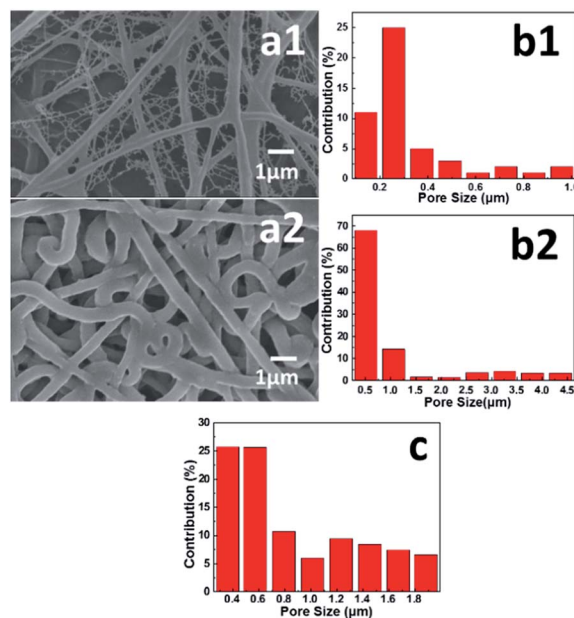 a1
1μm
b1
Contribution (%)
25
20
15
10
5
0
0.2 0.4 0.6 0.8 1.0
Pore Size (μm)
a2
1μm
b2
Contribution (%)
70
60
50
40
30
20
10
0
0.5 1.0 1.5 2.0 2.5 3.0 3.5 4.0 4.5
Pore Size(μm)
c
Contribution (%)
30
25
20
15
10
5
0
0.4 0.6 0.8 1.0 1.2 1.4 1.6 1.8
Pore Size (μm)